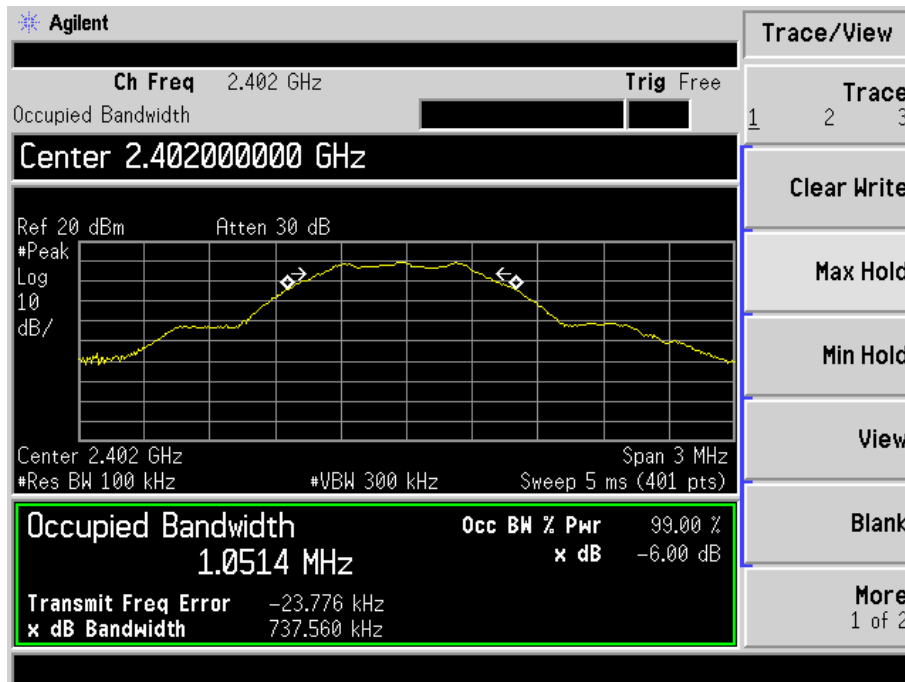 Agilent
Trace/View
Ch Freq 2.402 GHz Trig Free
Occupied Bandwidth
Center 2.402000000 GHz
Ref 20 dBm Atten 30 dB
#Peak
Log
10
dB/
Center 2.402 GHz Span 3 MHz
#Res BW 100 kHz #VBW 300 kHz Sweep 5 ms (401 pts)
Occupied Bandwidth
1.0514 MHz
Occ BW % Pwr 99.00 %
x dB -6.00 dB
Transmit Freq Error -23.776 kHz
x dB Bandwidth 737.560 kHz
Trace
1 2 3
Clear Write
Max Hold
Min Hold
View
Blank
More
1 of 2